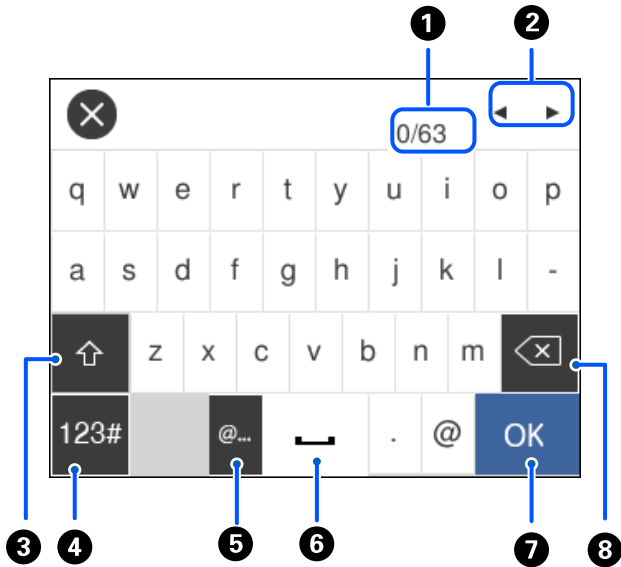 1 2
0/63
q w e r t y u i o p
a s d f g h j k l -
z x c v b n m
123# @... . @ OK
3 4 5 6 7 8